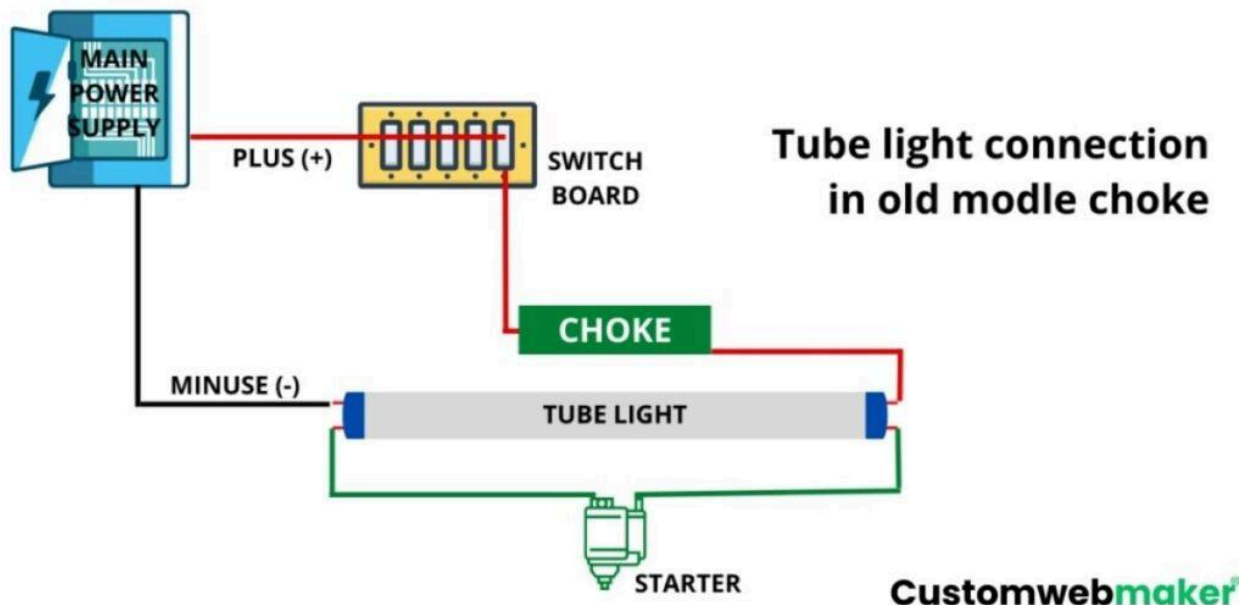 MAIN
POWER
SUPPLY
PLUS (+)
SWITCH
BOARD
Tube light connection
in old modle choke
CHOKE
MINUSE (-)
TUBE LIGHT
STARTER
Customwebmaker®